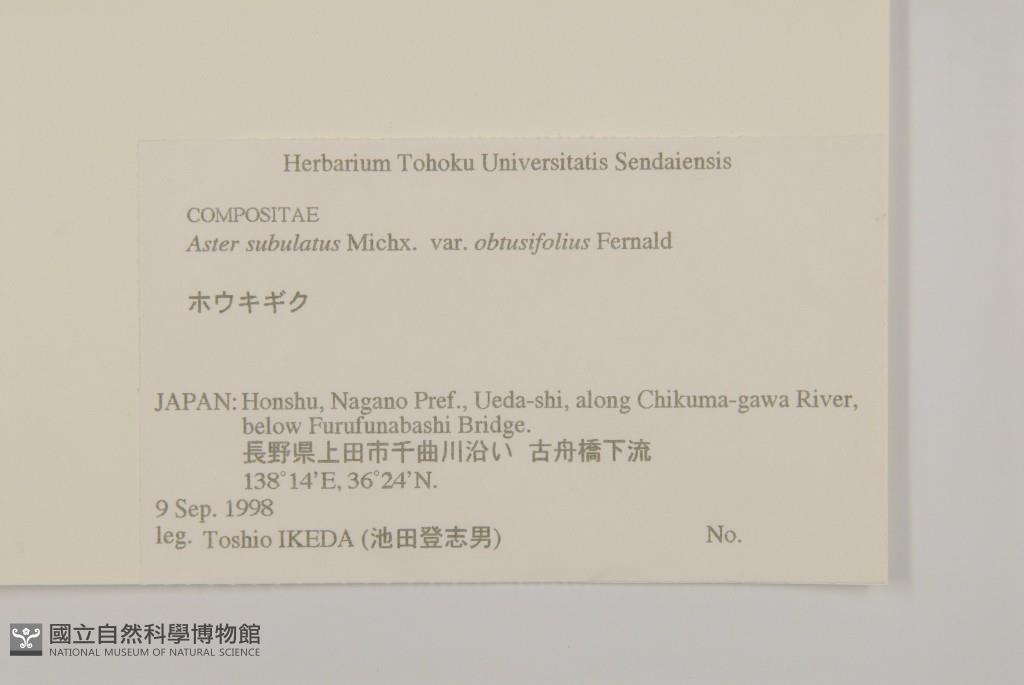 Herbarium Tohoku Universitatis Sendaiensis
COMPOSITAE
Aster subulatus Michx. var. obtusifolius Fernald
ホウキギク
JAPAN: Honshu, Nagano Pref., Ueda-shi, along Chikuma-gawa River,
below Furufunabashi Bridge.
長野県上田市千曲川沿い 古舟橋下流
138°14'E, 36°24'N.
9 Sep. 1998
leg. Toshio IKEDA (池田登志男) No.
國立自然科學博物館
NATIONAL MUSEUM OF NATURAL SCIENCE